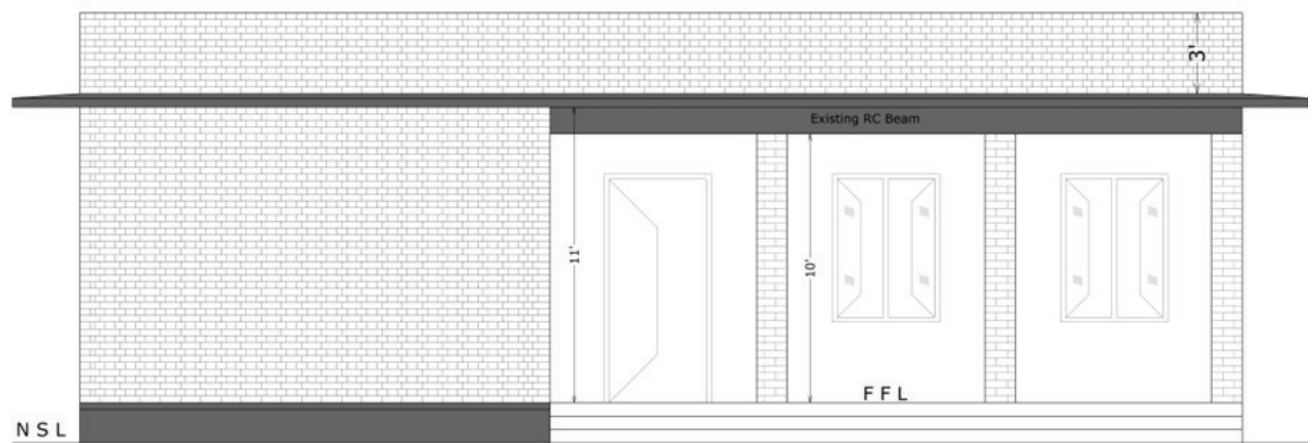 3'
Existing RC Beam
11'
10'
F F L
N S L